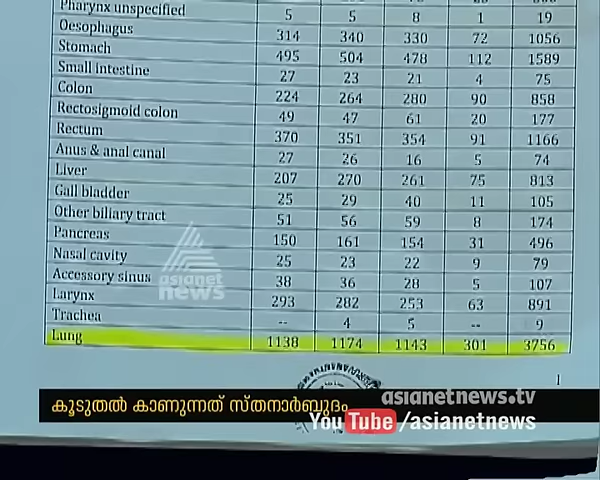 Pharynx unspecified 5 5 8 1 19
Oesophagus 314 340 330 72 1056
Stomach 495 504 478 112 1589
Small intestine 27 23 21 4 75
Colon 224 264 280 90 858
Rectosigmoid colon 49 47 61 20 177
Rectum 370 351 354 91 1166
Anus & anal canal 27 26 16 5 74
Liver 207 270 261 75 813
Gall bladder 25 29 40 11 105
Other biliary tract 51 56 59 8 174
Pancreas 150 161 154 31 496
Nasal cavity 25 23 22 9 79
Accessory sinus 38 36 28 5 107
Larynx 293 282 253 63 891
Trachea -- 4 5 -- 9
Lung 1138 1174 1143 301 3756
asianet
news
1
കൂടുതൽ കാണുന്നത് സ്തനാർബുദം
asianetnews.tv
YouTube /asianetnews